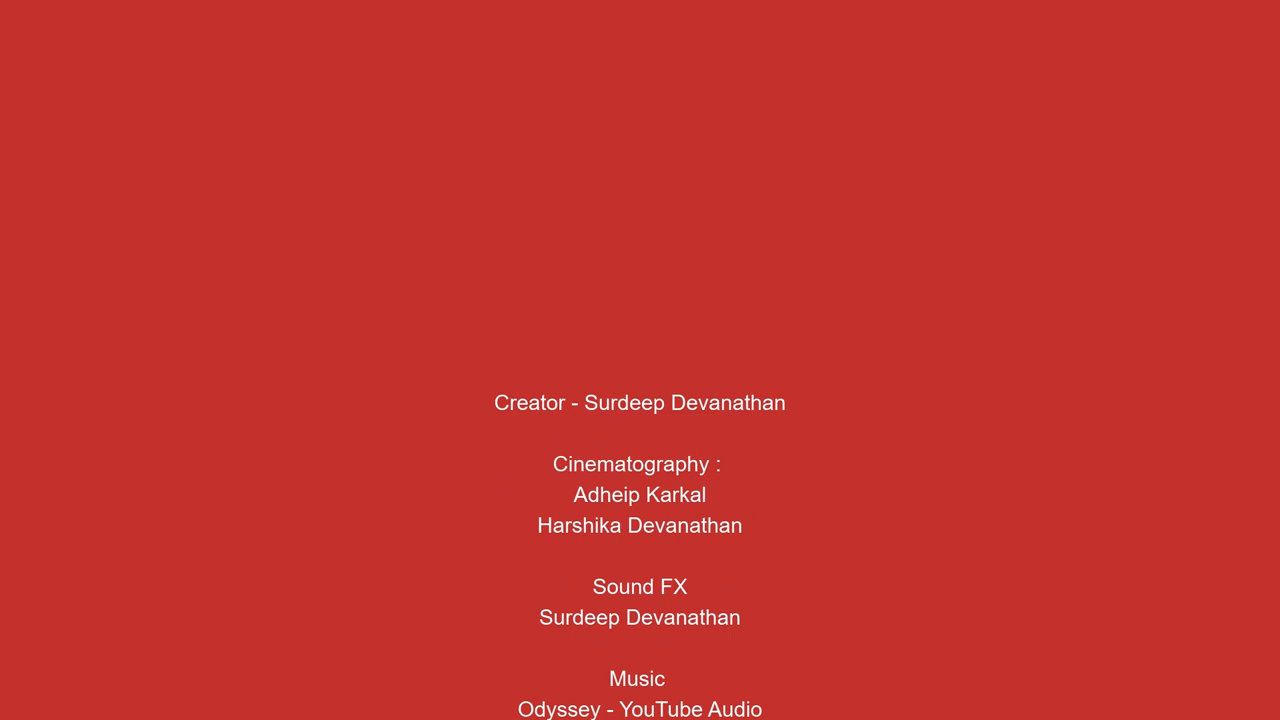 Creator - Surdeep Devanathan
Cinematography :
Adheip Karkal
Harshika Devanathan
Sound FX
Surdeep Devanathan
Music
Odyssey - YouTube Audio